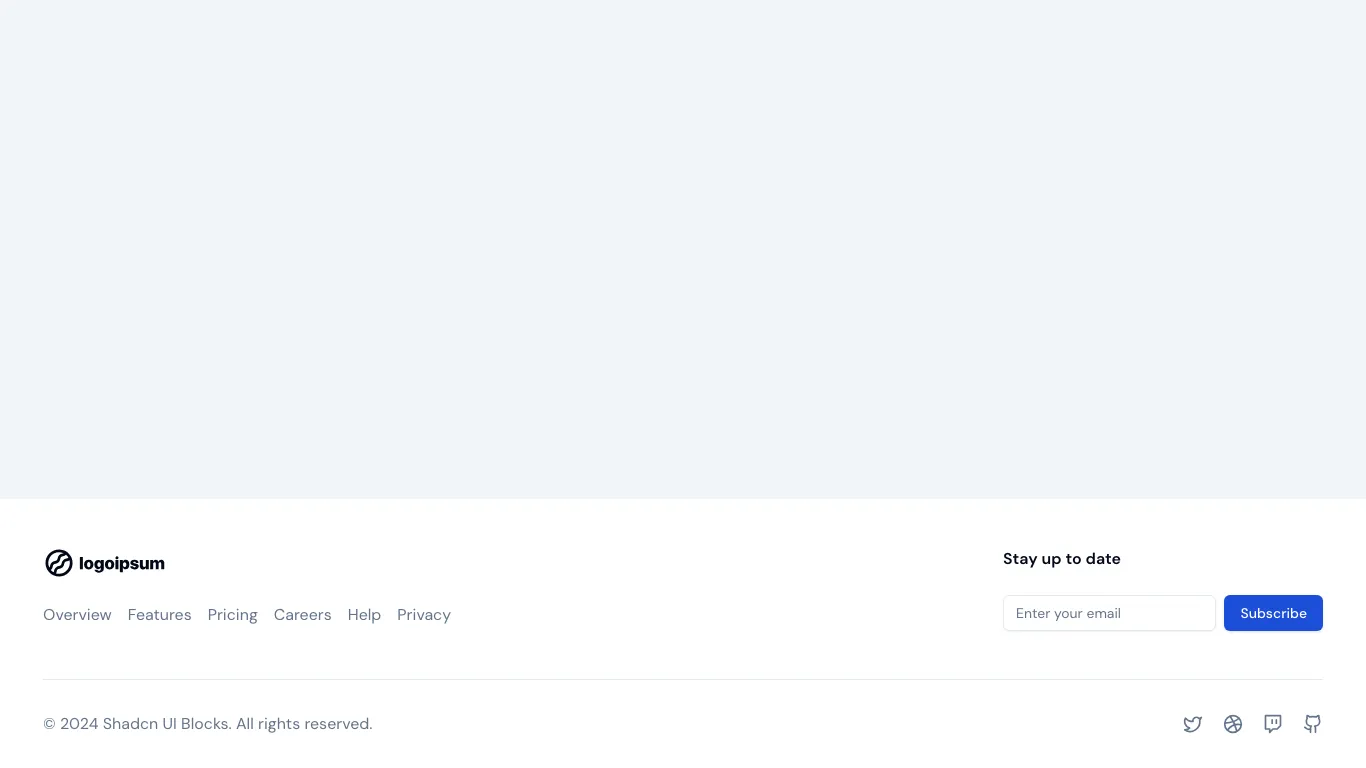 logoipsum
Overview Features Pricing Careers Help Privacy
Stay up to date
Enter your email Subscribe
© 2024 Shadcn UI Blocks. All rights reserved.